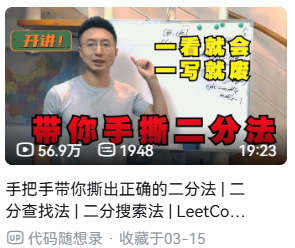 开讲！
一看就会
一写就废
带你手撕二分法
56.9万 1948 19:23
手把手带你撕出正确的二分法 | 二
分查找法 | 二分搜索法 | LeetCo...
UP 代码随想录 · 收藏于03-15